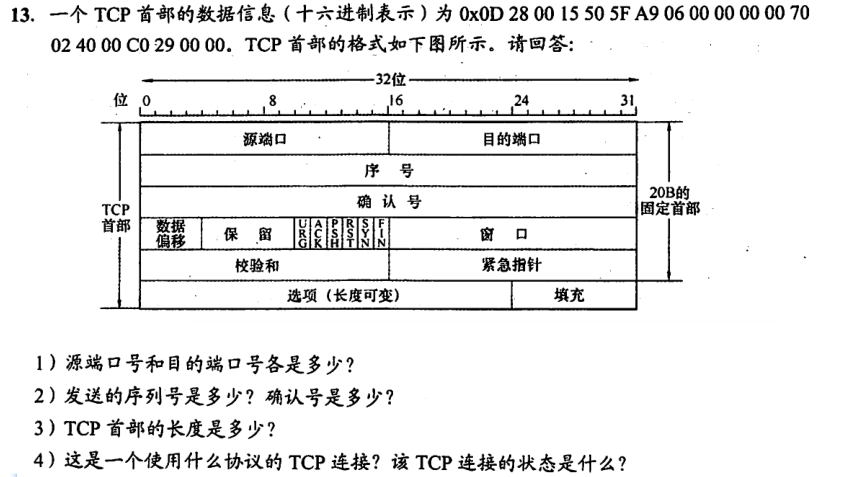 13. 一个 TCP 首部的数据信息(十六进制表示)为 0x0D 28 00 15 50 5F A9 06 00 00 00 00 70
02 40 00 C0 29 00 00。TCP 首部的格式如下图所示。请回答:
32位
位 0 8 16 24 31
源端口 目的端口
序 号
确 认 号
TCP首部
20B的固定首部
数据偏移 保 留 URG ACK PSH RST SYN FIN 窗 口
校验和 紧急指针
选项(长度可变) 填充
1)源端口号和目的端口号各是多少?
2)发送的序列号是多少?确认号是多少?
3)TCP 首部的长度是多少?
4)这是一个使用什么协议的 TCP 连接?该 TCP 连接的状态是什么?